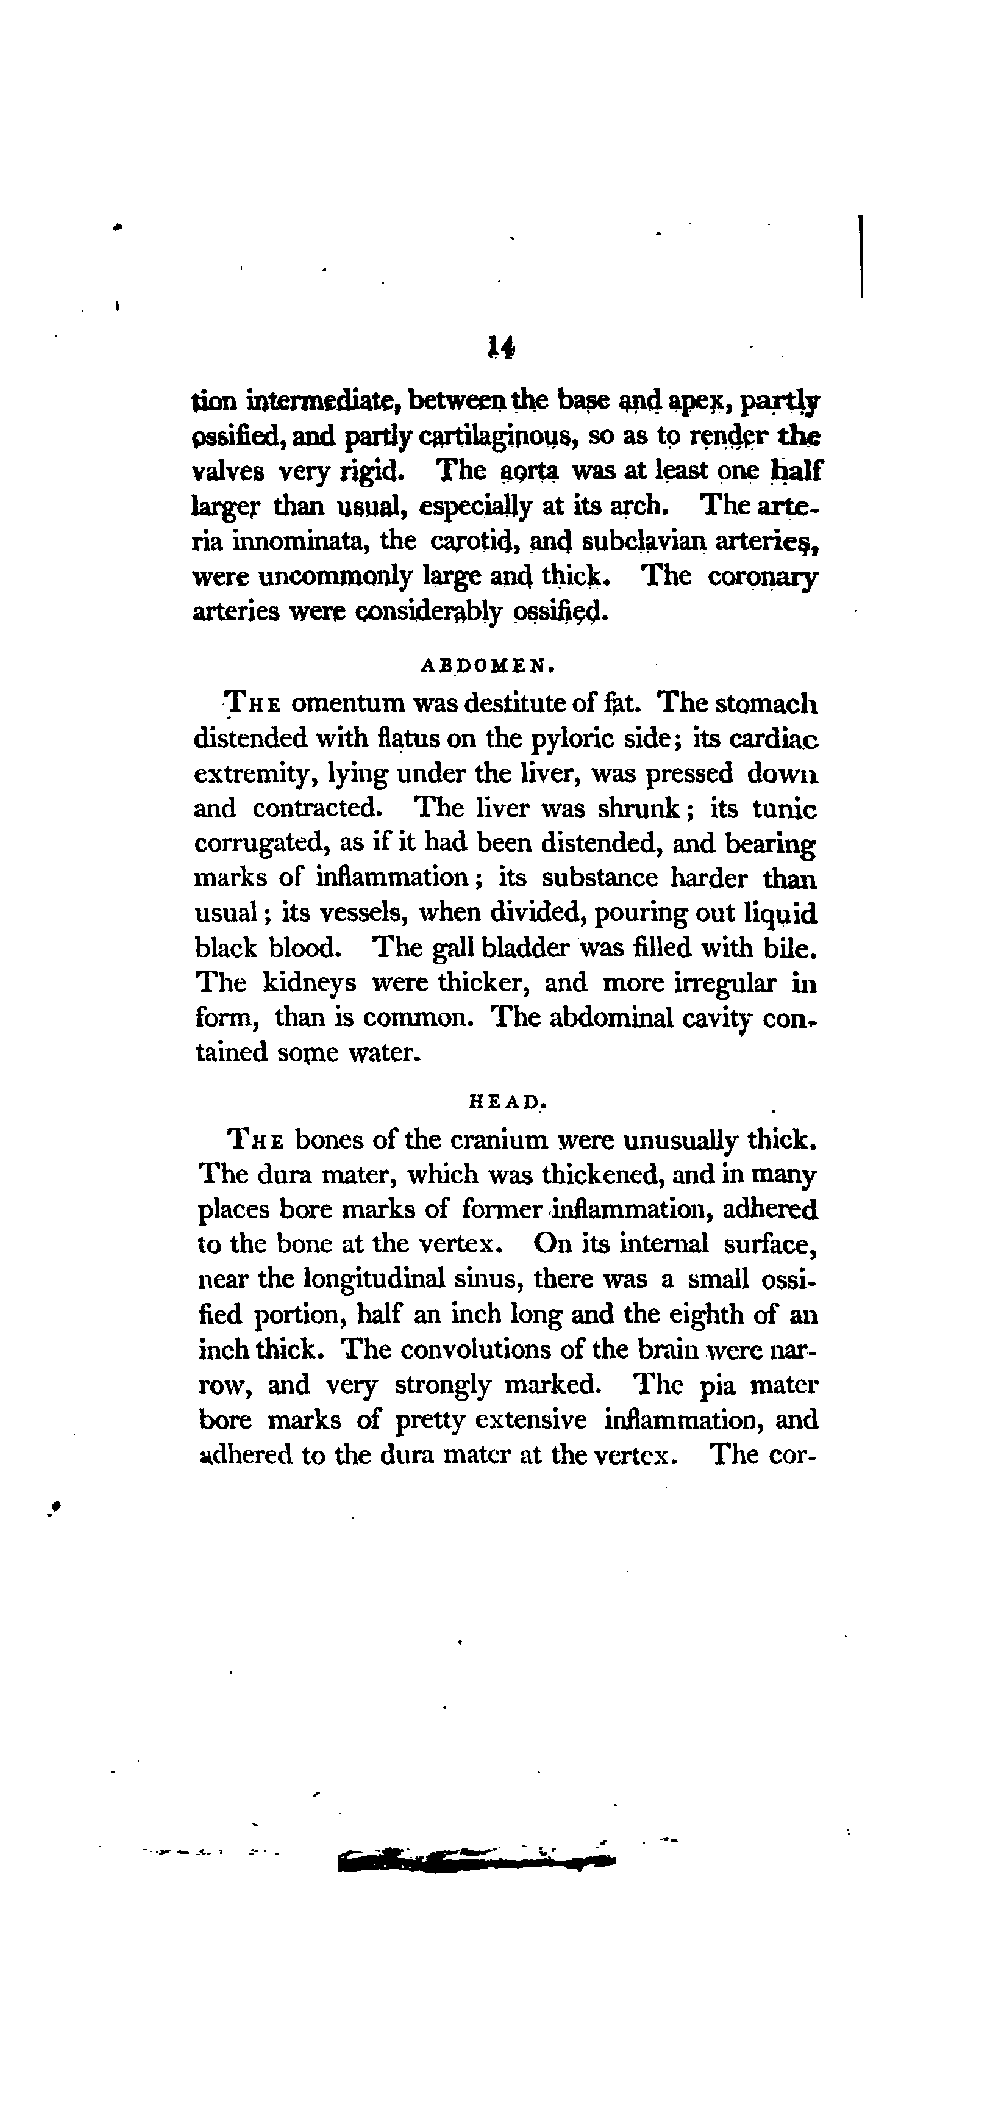 14
tion intermediate, between the base and apex, partly
ossified, and partly cartilaginous, so as to render the
valves very rigid. The aorta was at least one half
larger than usual, especially at its arch. The arte-
ria innominata, the carotid, and subclavian arteries,
were uncommonly large and thick. The coronary
arteries were considerably ossified.
ABDOMEN.
THE omentum was destitute of fat. The stomach
distended with flatus on the pyloric side; its cardiac
extremity, lying under the liver, was pressed down
and contracted. The liver was shrunk; its tunic
corrugated, as if it had been distended, and bearing
marks of inflammation; its substance harder than
usual; its vessels, when divided, pouring out liquid
black blood. The gall bladder was filled with bile.
The kidneys were thicker, and more irregular in
form, than is common. The abdominal cavity con-
tained some water.
HEAD.
THE bones of the cranium were unusually thick.
The dura mater, which was thickened, and in many
places bore marks of former inflammation, adhered
to the bone at the vertex. On its internal surface,
near the longitudinal sinus, there was a small ossi-
fied portion, half an inch long and the eighth of an
inch thick. The convolutions of the brain were nar-
row, and very strongly marked. The pia mater
bore marks of pretty extensive inflammation, and
adhered to the dura mater at the vertex. The cor-